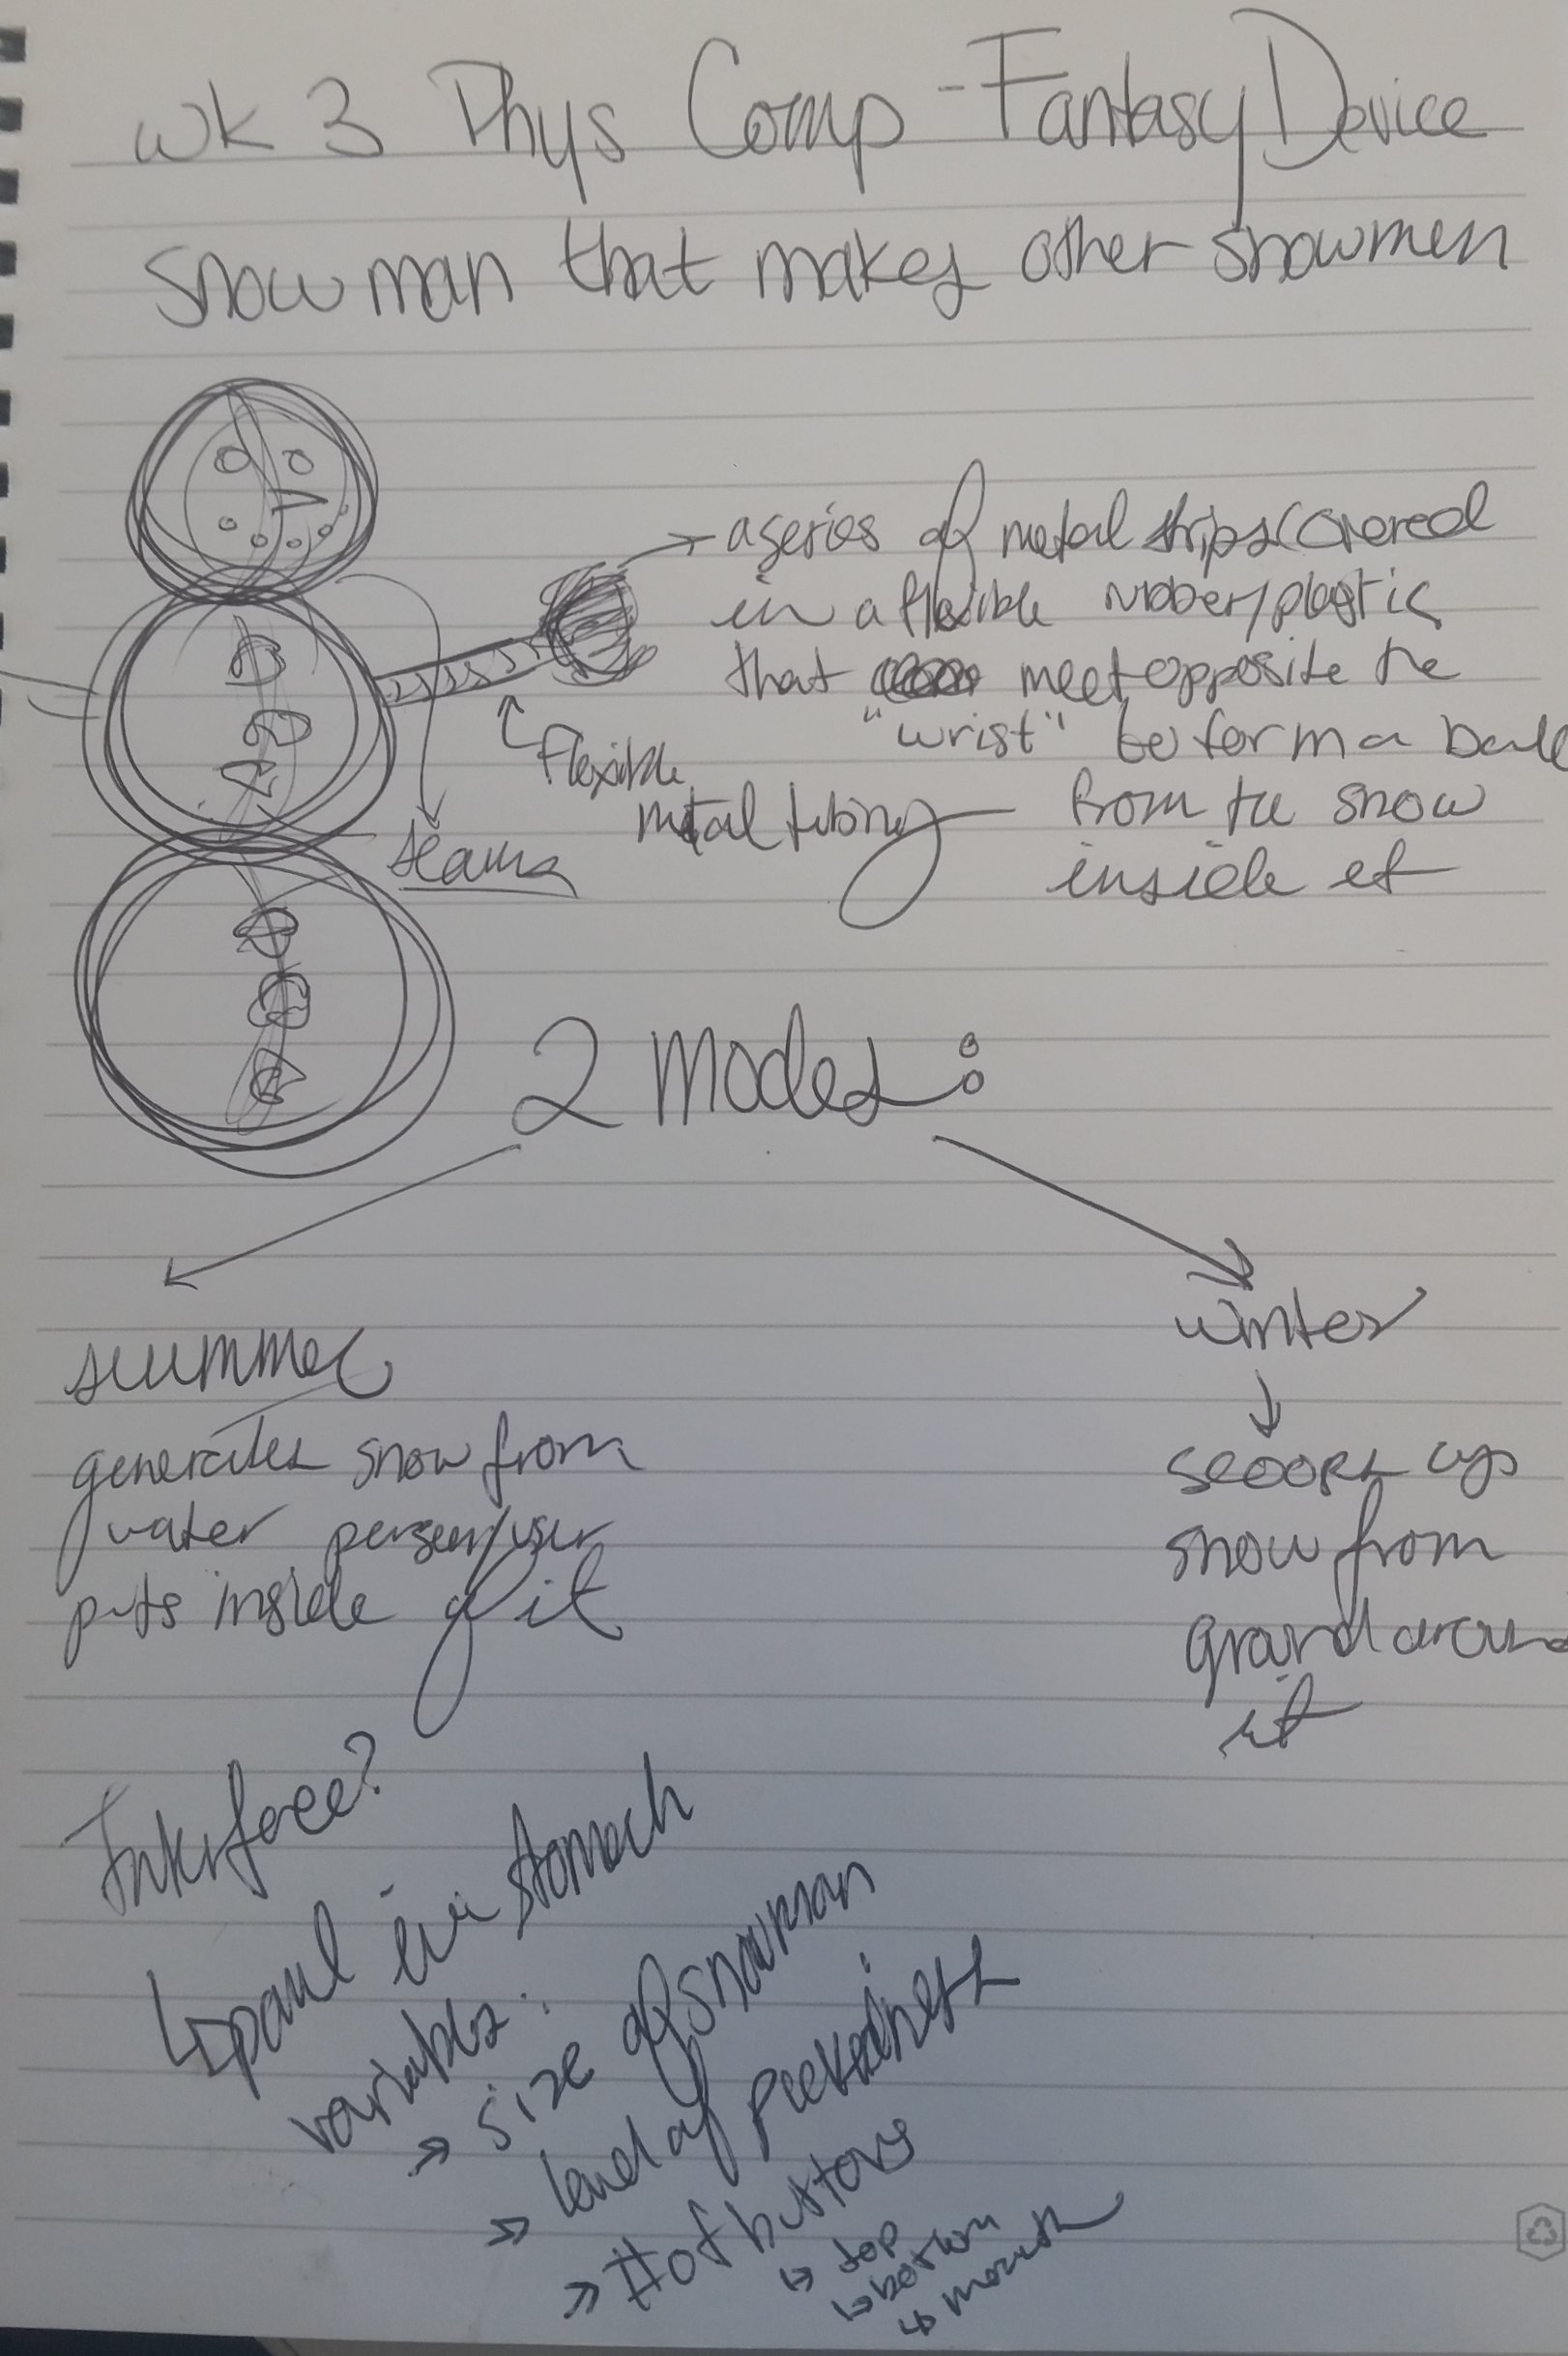 wk 3 Phys Comp - Fantasy Device
Snowman that makes other snowmen
→ a series of metal strips covered
in a flexible rubber/plastic
that meet opposite the
"wrist" to form a ball
from the snow
inside it
Flexible
metal tubing
seams
2 Modes:
summer
generates snow from
water person/user
puts inside of it
winter
↓
scoops up
snow from
ground around
it
Interface?
↳ panel in stomach
variables:
→ size of snowman
→ level of packedness
→ # of buttons
↳ top
↳ bottom
↳ mouth